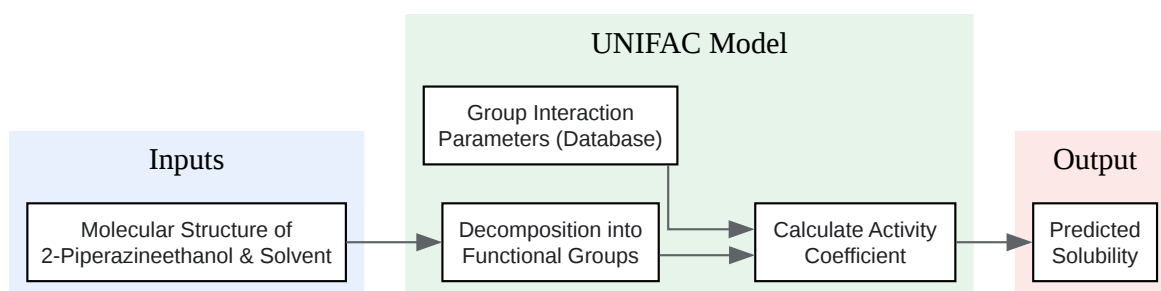 UNIFAC Model
Group Interaction
Parameters (Database)
Inputs
Output
Molecular Structure of
2-Piperazineethanol & Solvent
Decomposition into
Functional Groups
Calculate Activity
Coefficient
Predicted
Solubility